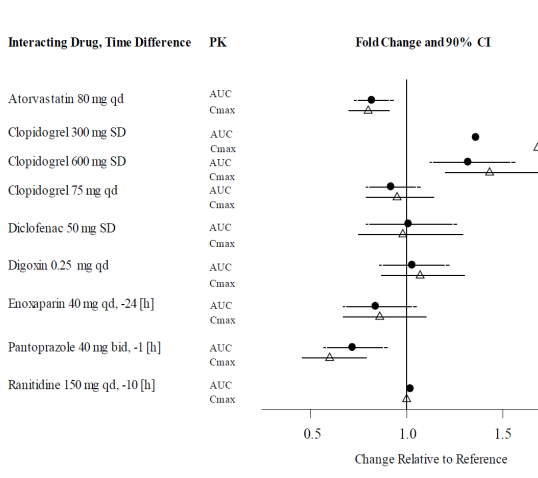 Interacting Drug, Time Difference PK Fold Change and 90% CI
Atorvastatin 80 mg qd AUC
Cmax
Clopidogrel 300 mg SD AUC
Cmax
Clopidogrel 600 mg SD AUC
Cmax
Clopidogrel 75 mg qd AUC
Cmax
Diclofenac 50 mg SD AUC
Cmax
Digoxin 0.25 mg qd AUC
Cmax
Enoxaparin 40 mg qd, -24 [h] AUC
Cmax
Pantoprazole 40 mg bid, -1 [h] AUC
Cmax
Ranitidine 150 mg qd, -10 [h] AUC
Cmax
0.5 1.0 1.5
Change Relative to Reference